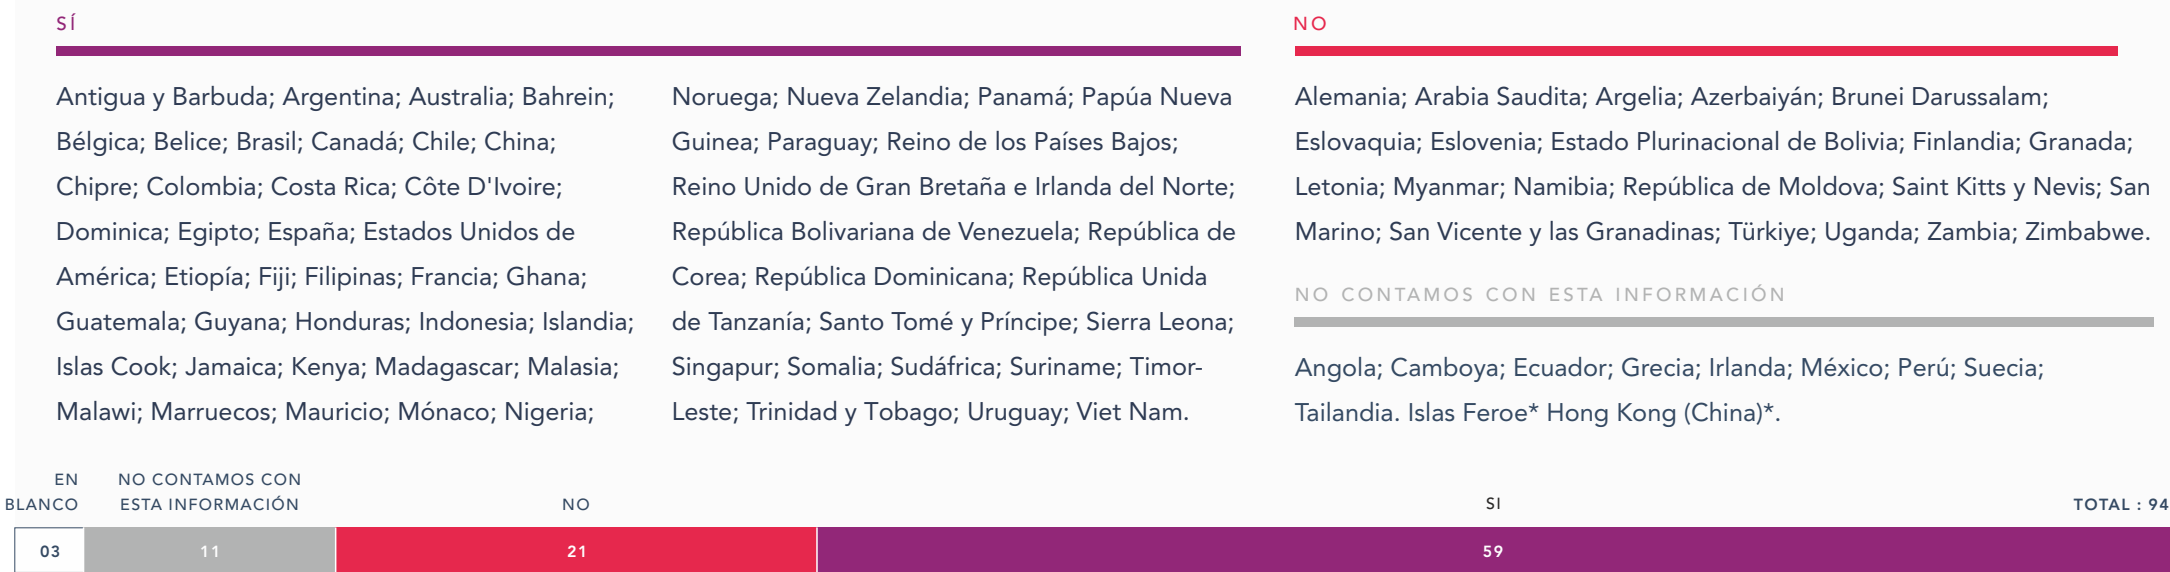 SÍ
Antigua y Barbuda; Argentina; Australia; Bahrein;
Bélgica; Belice; Brasil; Canadá; Chile; China;
Chipre; Colombia; Costa Rica; Côte D'Ivoire;
Dominica; Egipto; España; Estados Unidos de
América; Etiopía; Fiji; Filipinas; Francia; Ghana;
Guatemala; Guyana; Honduras; Indonesia; Islandia;
Islas Cook; Jamaica; Kenya; Madagascar; Malasia;
Malawi; Marruecos; Mauricio; Mónaco; Nigeria;
Noruega; Nueva Zelandia; Panamá; Papúa Nueva
Guinea; Paraguay; Reino de los Países Bajos;
Reino Unido de Gran Bretaña e Irlanda del Norte;
República Bolivariana de Venezuela; República de
Corea; República Dominicana; República Unida
de Tanzanía; Santo Tomé y Príncipe; Sierra Leona;
Singapur; Somalia; Sudáfrica; Suriname; Timor-
Leste; Trinidad y Tobago; Uruguay; Viet Nam.
NO
Alemania; Arabia Saudita; Argelia; Azerbaiyán; Brunei Darussalam;
Eslovaquia; Eslovenia; Estado Plurinacional de Bolivia; Finlandia; Granada;
Letonia; Myanmar; Namibia; República de Moldova; Saint Kitts y Nevis; San
Marino; San Vicente y las Granadinas; Türkiye; Uganda; Zambia; Zimbabwe.
NO CONTAMOS CON ESTA INFORMACIÓN
Angola; Camboya; Ecuador; Grecia; Irlanda; México; Perú; Suecia;
Tailandia. Islas Feroe* Hong Kong (China)*.
EN
BLANCO
NO CONTAMOS CON
ESTA INFORMACIÓN
NO
SI
TOTAL : 94
03
11
21
59